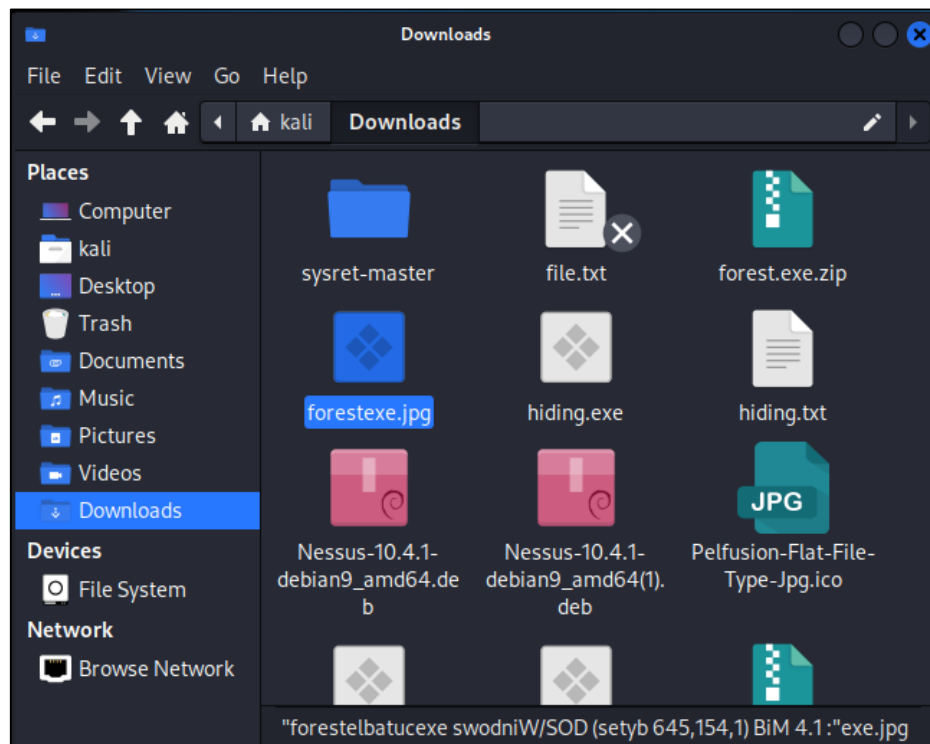 Downloads
File Edit View Go Help
kali Downloads
Places
Computer
kali
Desktop
Trash
Documents
Music
Pictures
Videos
Downloads
Devices
File System
Network
Browse Network
sysret-master
file.txt
forest.exe.zip
forestexe.jpg
hiding.exe
hiding.txt
Nessus-10.4.1-
debian9_amd64.de
b
Nessus-10.4.1-
debian9_amd64(1).
deb
JPG
Pelfusion-Flat-File-
Type-Jpg.ico
"forestelbatucexe swodniW/SOD (setyb 645,154,1) BiM 4.1 :"exe.jpg